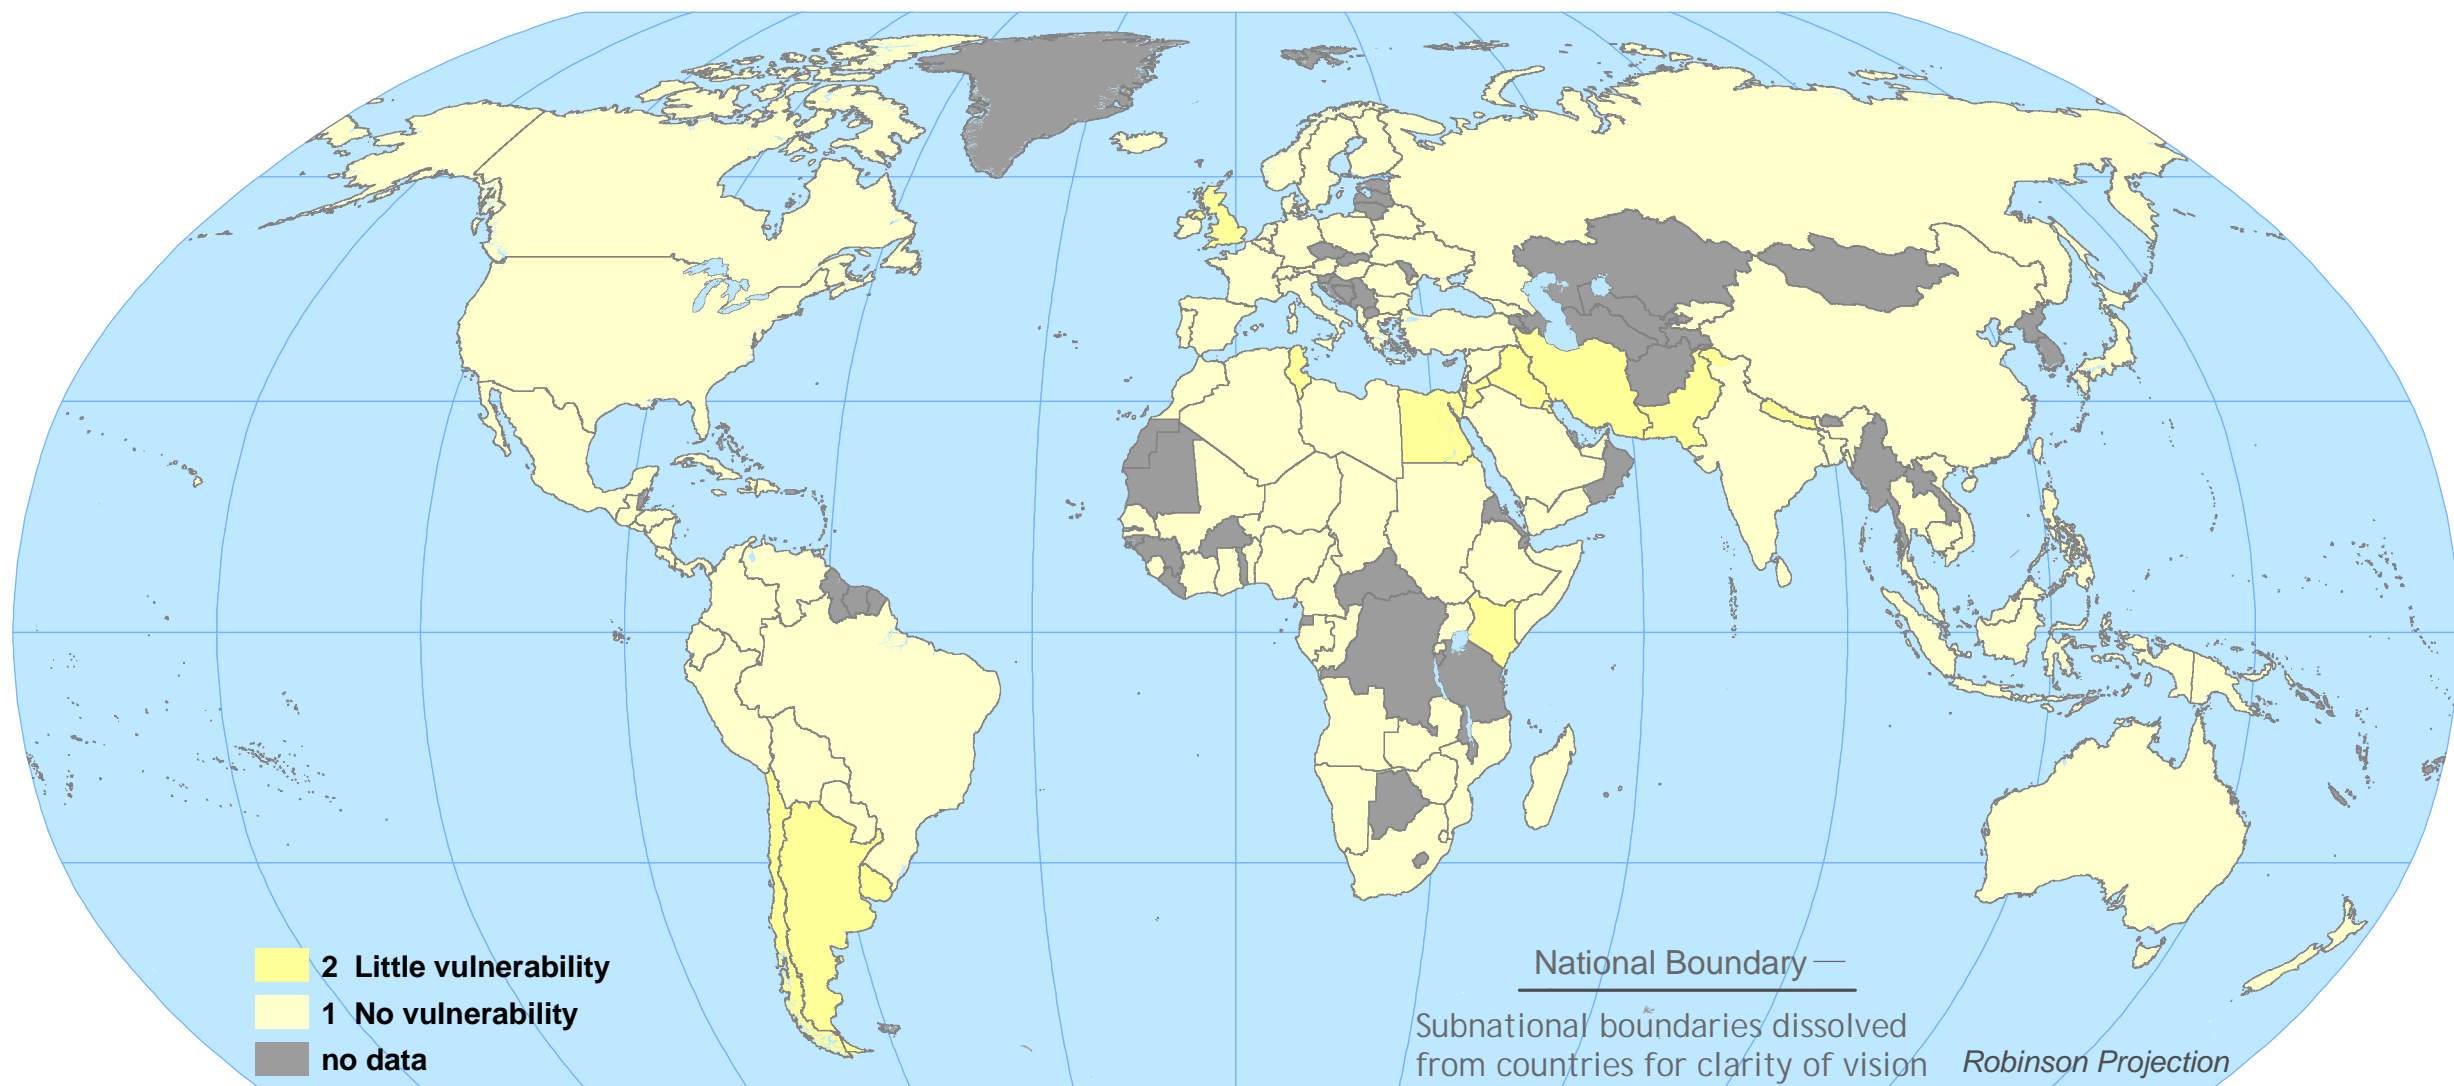 2 Little vulnerability
1 No vulnerability
no data
National Boundary
Subnational boundaries dissolved
from countries for clarity of vision
Robinson Projection